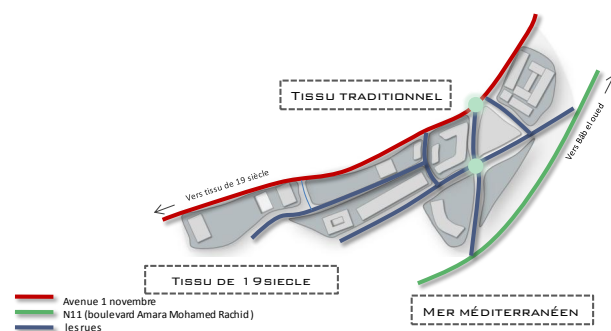 TISSU TRADITIONNEL
Vers Bâb el oued
Vers tissu de 19 siècle
TISSU DE 19SIECLE
MER MÉDITERRANÉEN
Avenue 1 novembre
N11 (boulevard Amara Mohamed Rachid )
les rues